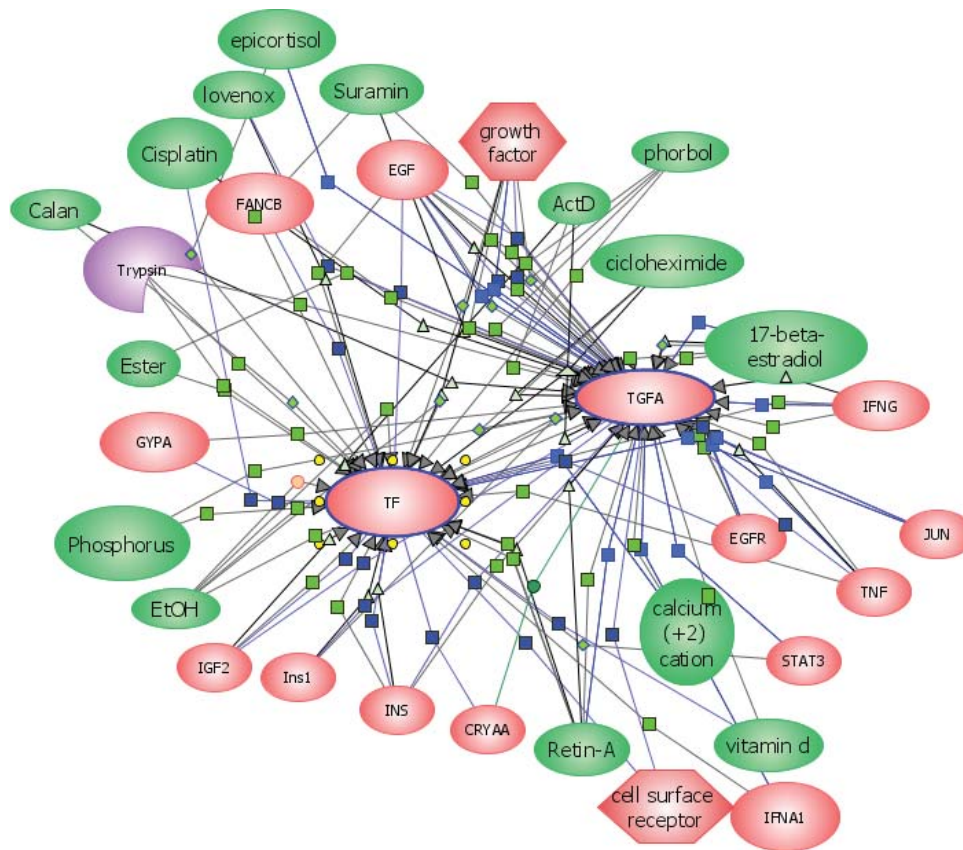 epicortisol
lovenox
Suramin
growth
factor
Cisplatin
EGF
phorbol
FANCB
ActD
Calan
Trypsin
cicloheximide
17-beta-
estradiol
Ester
TGFA
IFNG
GYPA
TF
Phosphorus
EGFR
JUN
EtOH
TNF
calcium
(+2)
cation
IGF2
Ins1
STAT3
INS
CRYAA
Retin-A
vitamin d
cell surface
receptor
IFNA1